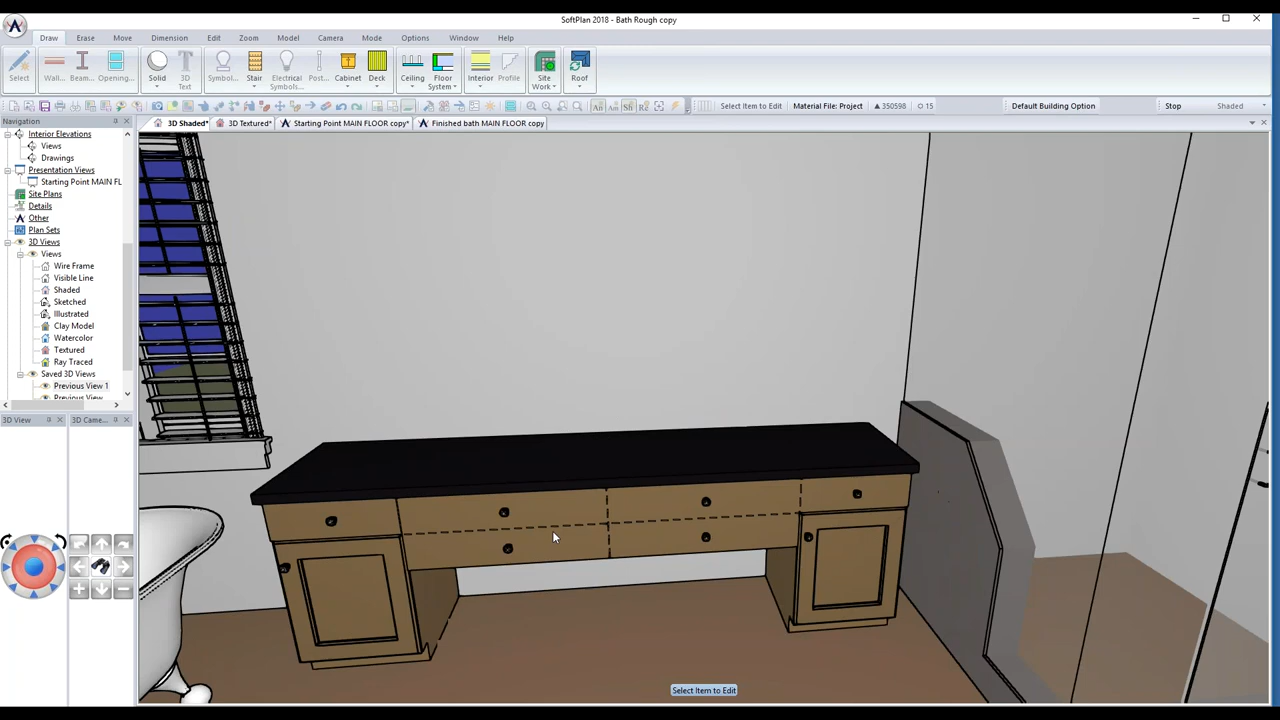 SoftPlan 2018 - Bath Rough copy
Draw Erase Move Dimension Edit Zoom Model Camera Mode Options Window Help
Select Wall... Beam... Opening... Solid 3D Text Symbol... Stair Electrical Symbols... Post... Cabinet Deck Ceiling Floor System Interior Profile Site Work Roof
Select Item to Edit Material File: Project 350598 15 Default Building Option Stop Shaded
Navigation
3D Shaded* 3D Textured* Starting Point MAIN FLOOR copy* Finished bath MAIN FLOOR copy
Interior Elevations
Views
Drawings
Presentation Views
Starting Point MAIN FL
Site Plans
Details
Other
Plan Sets
3D Views
Views
Wire Frame
Visible Line
Shaded
Sketched
Illustrated
Clay Model
Watercolor
Textured
Ray Traced
Saved 3D Views
Previous View 1
Previous View
3D View 3D Came...
Select Item to Edit